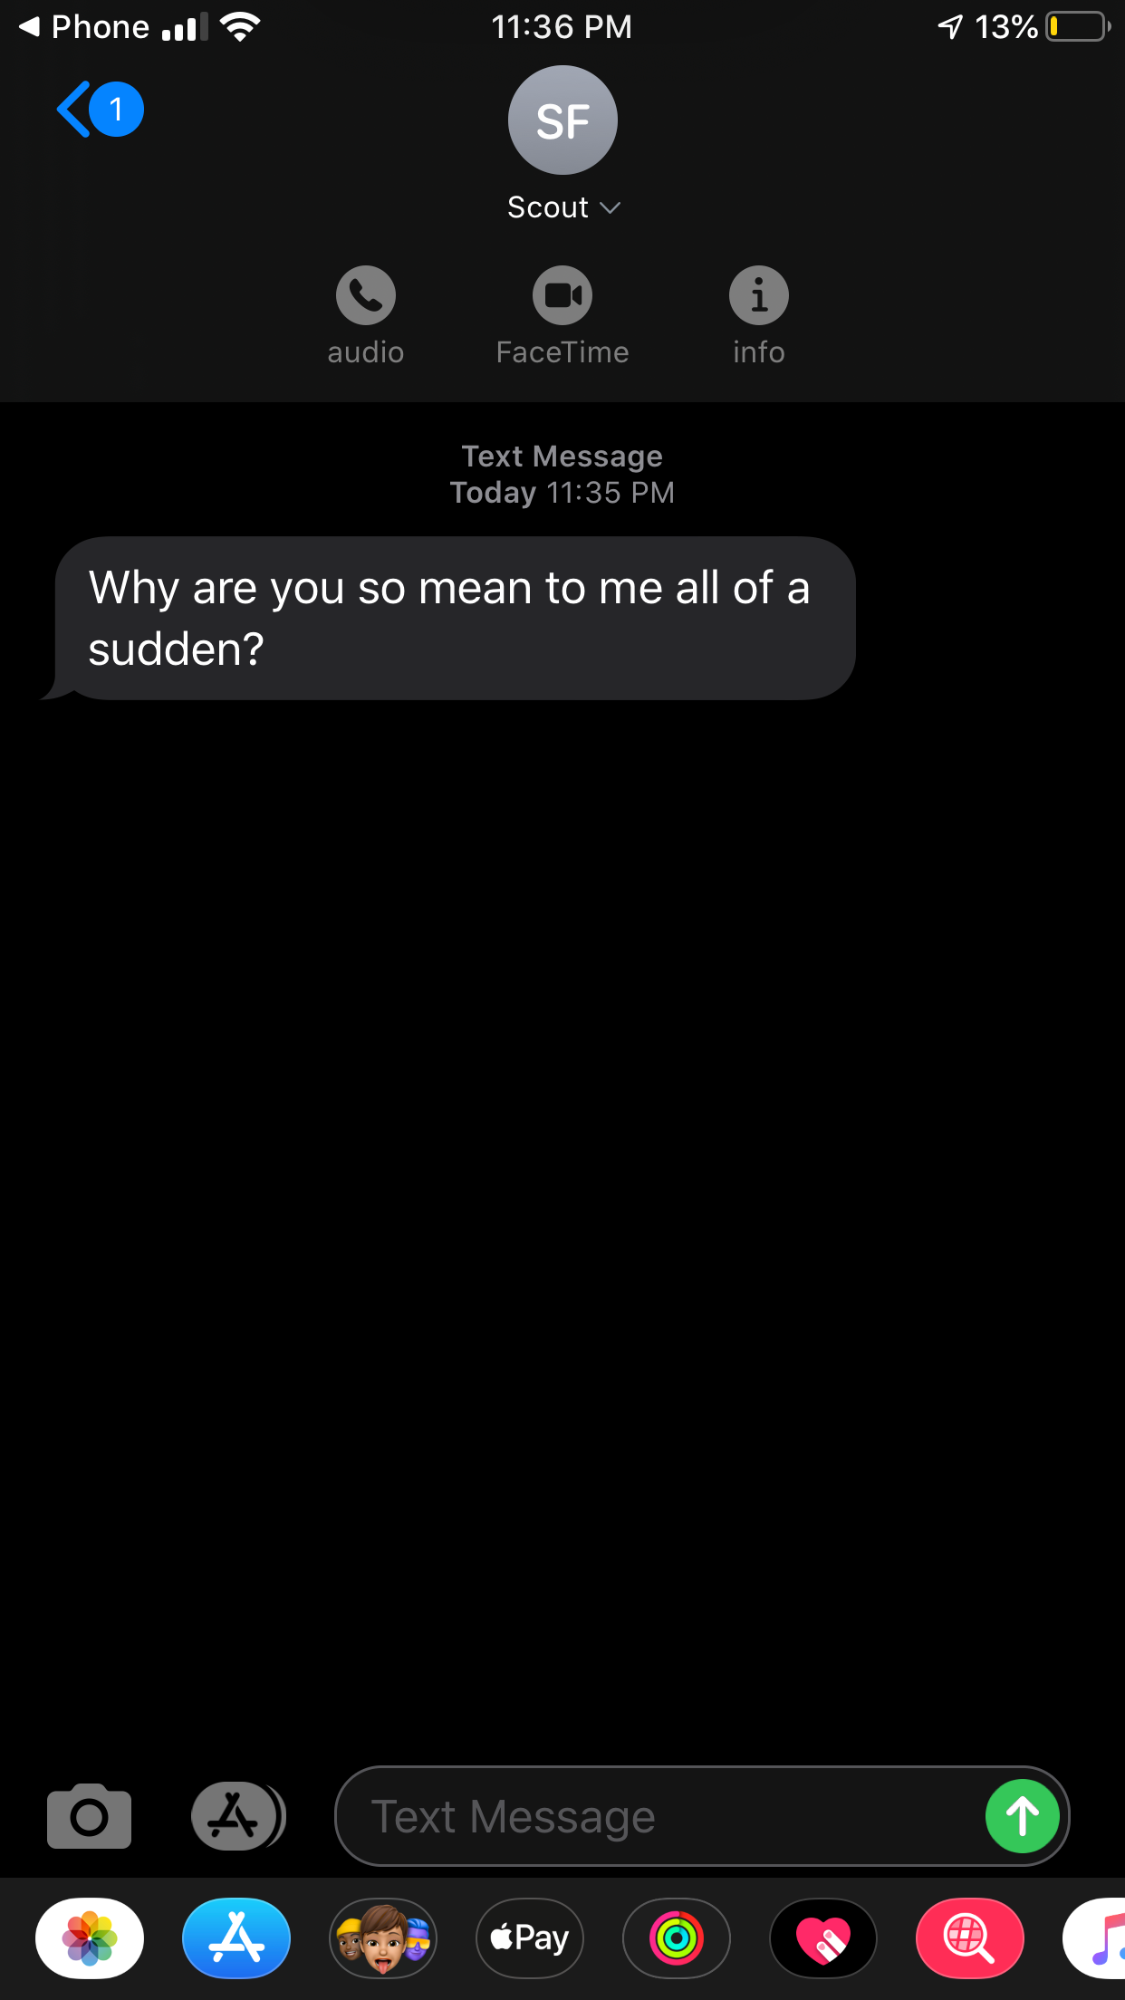 Phone 11:36 PM 13%
1
SF
Scout
audio FaceTime info
Text Message
Today 11:35 PM
Why are you so mean to me all of a
sudden?
Text Message
Pay